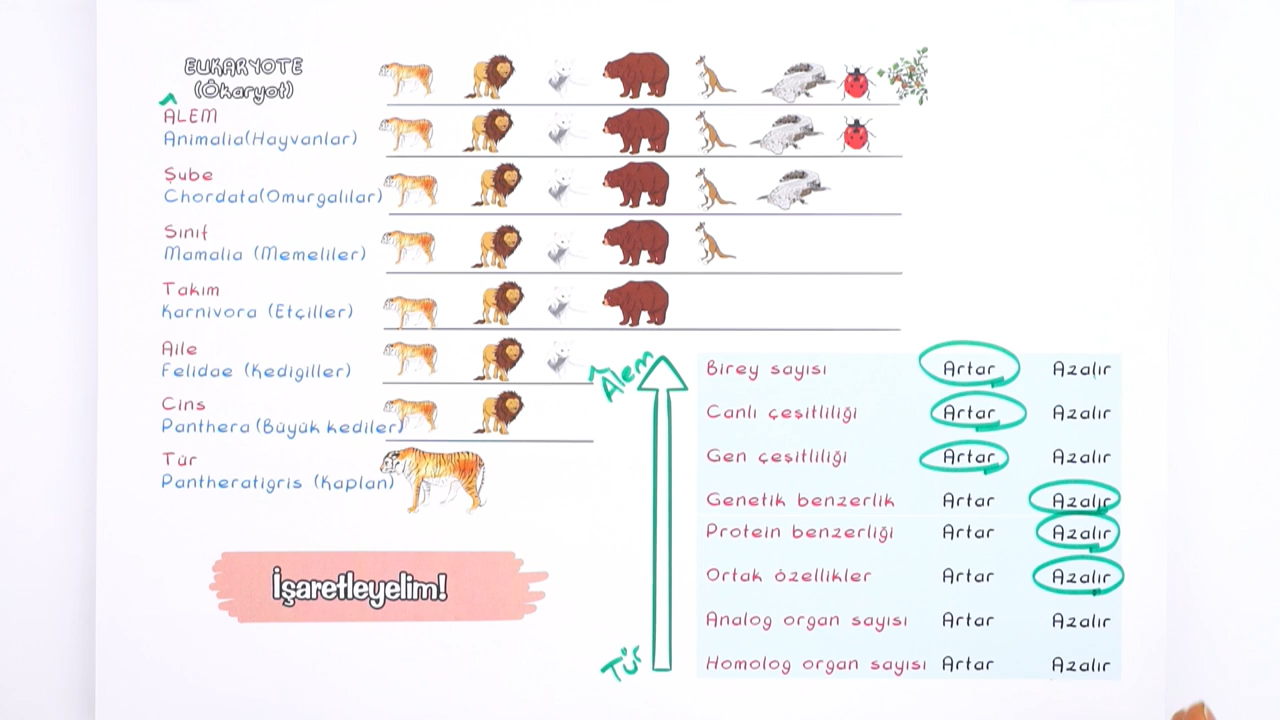 EUKARYOTE
(Ökaryot)
ÂLEM
Animalia(Hayvanlar)
Şube
Chordata(Omurgalılar)
Sınıf
Mamalia (Memeliler)
Takım
Karnivora (Etçiller)
Aile
Felidae (Kedigiller)
Cins
Panthera (Büyük kediler)
Tür
Pantheratigris (Kaplan)
İşaretleyelim!
Âlem
Tür
Birey sayısı Artar Azalır
Canlı çeşitliliği Artar Azalır
Gen çeşitliliği Artar Azalır
Genetik benzerlik Artar Azalır
Protein benzerliği Artar Azalır
Ortak özellikler Artar Azalır
Analog organ sayısı Artar Azalır
Homolog organ sayısı Artar Azalır